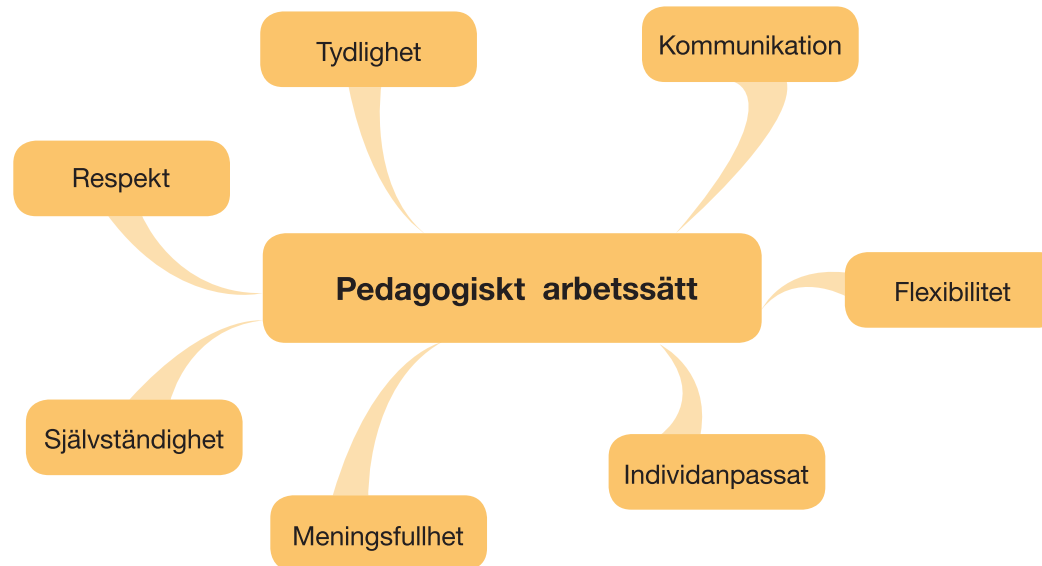 Kommunikation
Tydlighet
Respekt
Pedagogiskt arbetssätt
Flexibilitet
Självständighet
Individanpassat
Meningsfullhet